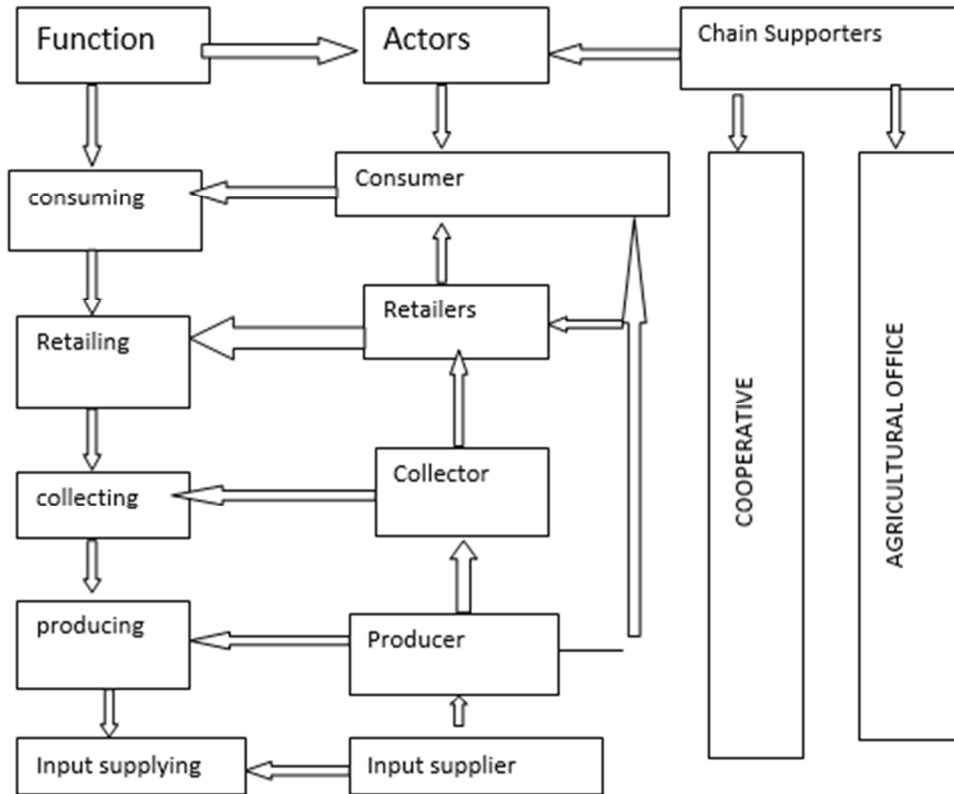 Function
Actors
Chain Supporters
consuming
Consumer
Retailing
Retailers
collecting
Collector
producing
Producer
Input supplying
Input supplier
COOPERATIVE
AGRICULTURAL OFFICE